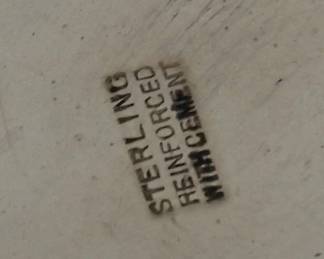 STERLING
REINFORCED
WITH CEMENT